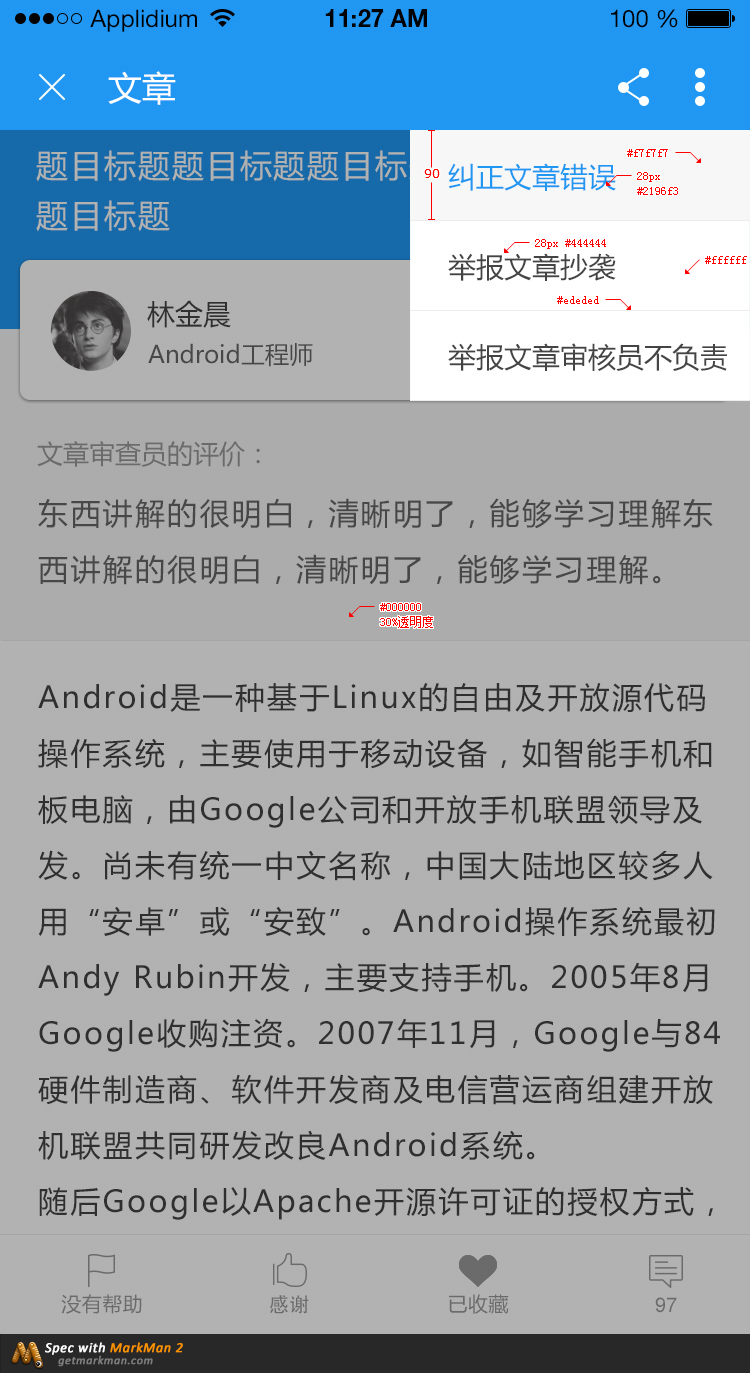 Applidium 11:27 AM 100 %
文章
题目标题题目标题题目标
题目标题
90
纠正文章错误
#f7f7f7
28px
#2196f3
28px #444444
举报文章抄袭
#ffffff
#ededed
举报文章审核员不负责
林金晨
Android工程师
文章审查员的评价：
东西讲解的很明白，清晰明了，能够学习理解东
西讲解的很明白，清晰明了，能够学习理解。
#000000
30%透明度
Android是一种基于Linux的自由及开放源代码
操作系统，主要使用于移动设备，如智能手机和
板电脑，由Google公司和开放手机联盟领导及
发。尚未有统一中文名称，中国大陆地区较多人
用“安卓”或“安致”。Android操作系统最初
Andy Rubin开发，主要支持手机。2005年8月
Google收购注资。2007年11月，Google与84
硬件制造商、软件开发商及电信营运商组建开放
机联盟共同研发改良Android系统。
随后Google以Apache开源许可证的授权方式，
没有帮助 感谢 已收藏 97
Spec with MarkMan 2
getmarkman.com